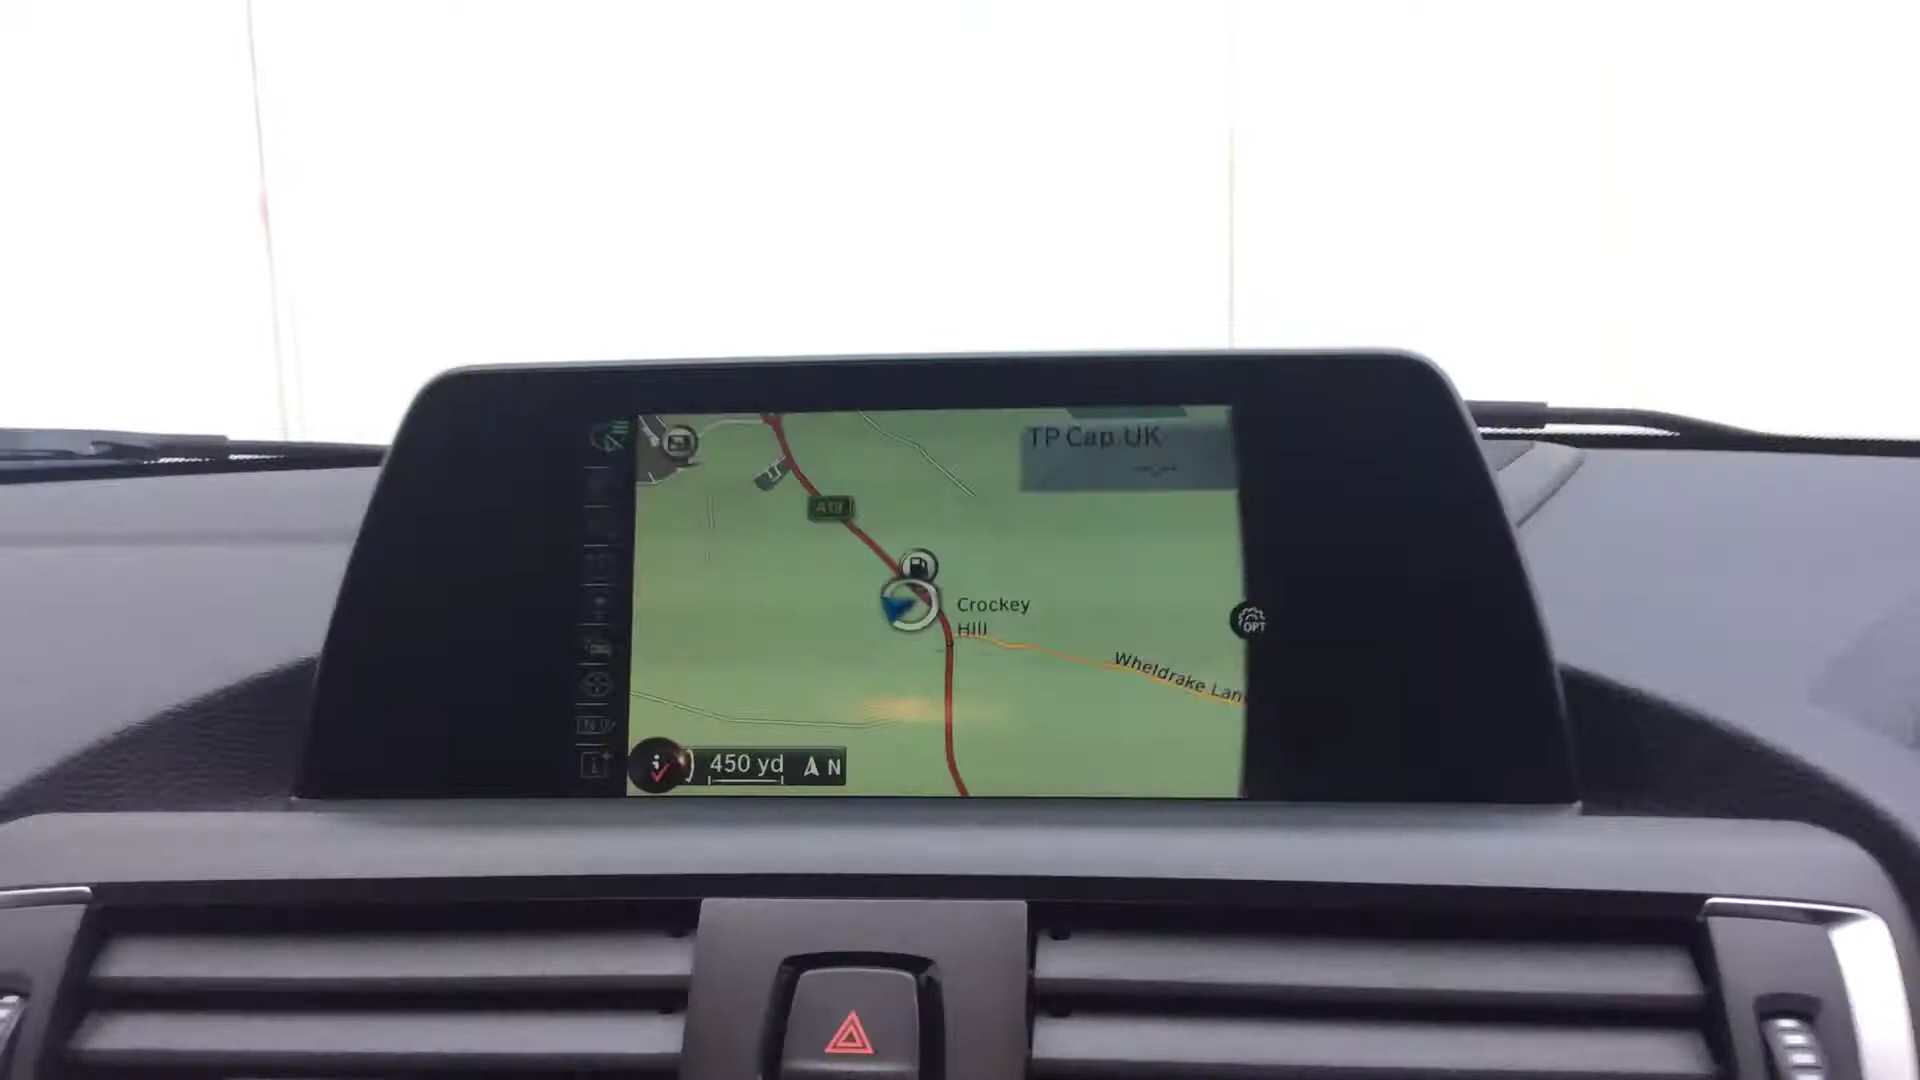 TP Cap.UK
A19
Crockey
Hill
OPT
Wheldrake Lan
450 yd N